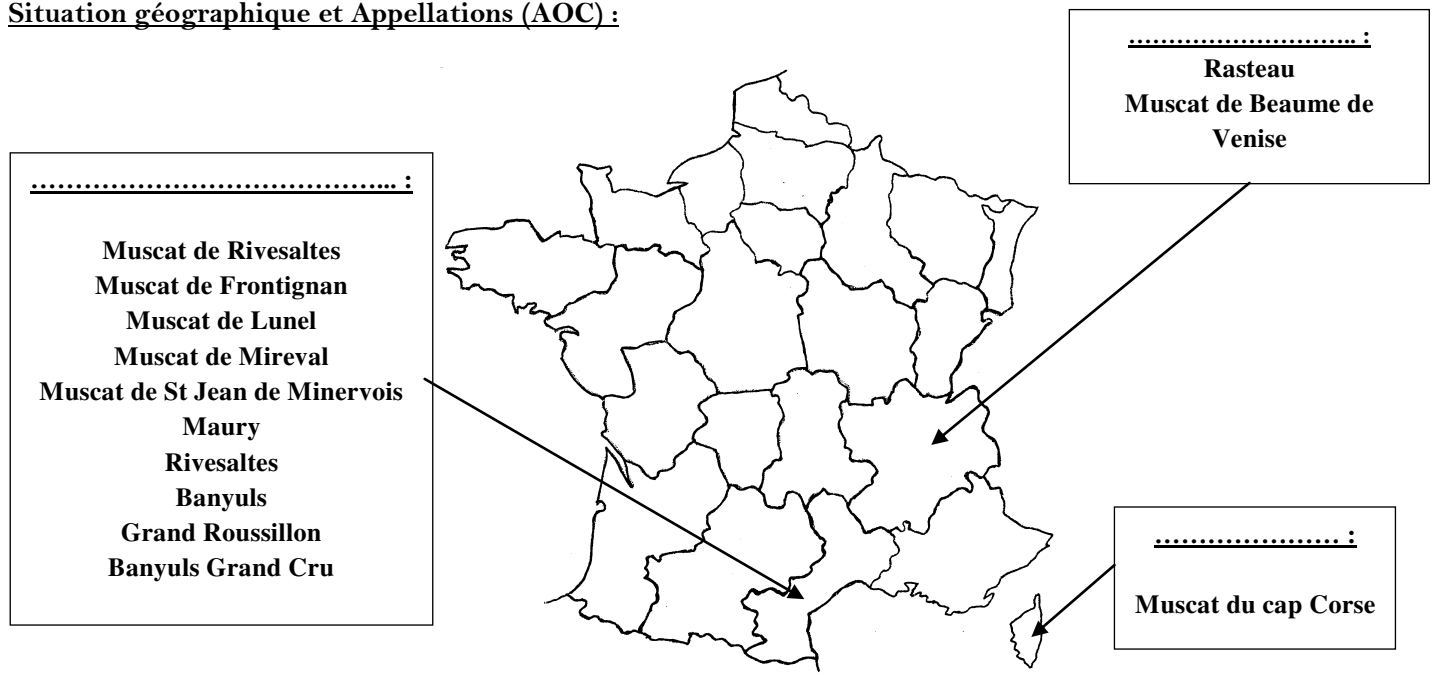 Situation géographique et Appellations (AOC) :
……………………….. :
Rasteau
Muscat de Beaume de
Venise
…………………………………... :
Muscat de Rivesaltes
Muscat de Frontignan
Muscat de Lunel
Muscat de Mireval
Muscat de St Jean de Minervois
Maury
Rivesaltes
Banyuls
Grand Roussillon
Banyuls Grand Cru
………………… :
Muscat du cap Corse